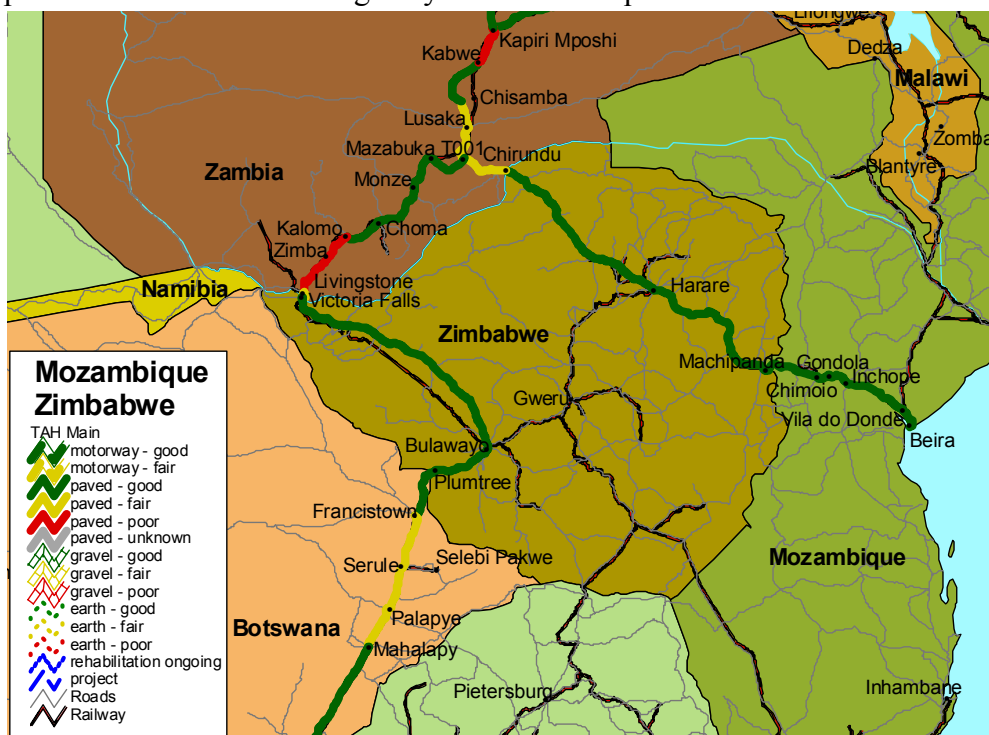 Lilongwe
Kapiri Mposhi
Dedza
Kabwe
Malawi
Chisamba
Lusaka
Zomba
Mazabuka T001
Chirundu
Blantyre
Zambia
Monze
Kalomo
Choma
Zimba
Livingstone
Namibia
Victoria Falls
Harare
Zimbabwe
Machipanda
Gondola
Inchope
Chimoio
Gweru
Vila do Donde
Beira
Bulawayo
Plumtree
Francistown
Serule
Selebi Pakwe
Mozambique
Palapye
Botswana
Mahalapy
Pietersburg
Inhambane
Mozambique
Zimbabwe
TAH Main
motorway - good
motorway - fair
paved - good
paved - fair
paved - poor
paved - unknown
gravel - good
gravel - fair
gravel - poor
earth - good
earth - fair
earth - poor
rehabilitation ongoing
project
Roads
Railway